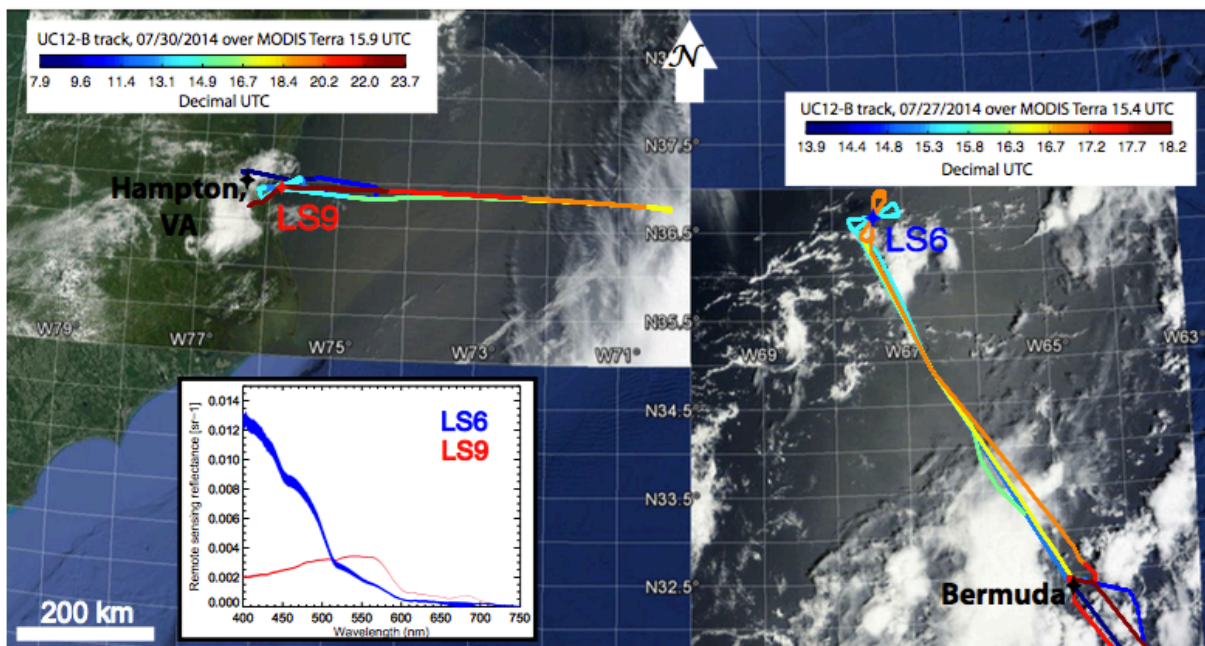 UC12-B track, 07/30/2014 over MODIS Terra 15.9 UTC
7.9 9.6 11.4 13.1 14.9 16.7 18.4 20.2 22.0 23.7
Decimal UTC
N
UC12-B track, 07/27/2014 over MODIS Terra 15.4 UTC
13.9 14.4 14.8 15.3 15.8 16.3 16.7 17.2 17.7 18.2
Decimal UTC
N37.5°
Hampton,
VA
LS9
N36.5°
LS6
W79° W77° W75° W73° W71°
N35.5°
W69° W67° W65° W63°
N34.5°
N33.5°
N32.5°
Bermuda
200 km
Remote sensing reflectance [sr−1]
0.014
0.012
0.010
0.008
0.006
0.004
0.002
0.000
LS6
LS9
400 450 500 550 600 650 700 750
Wavelength (nm)